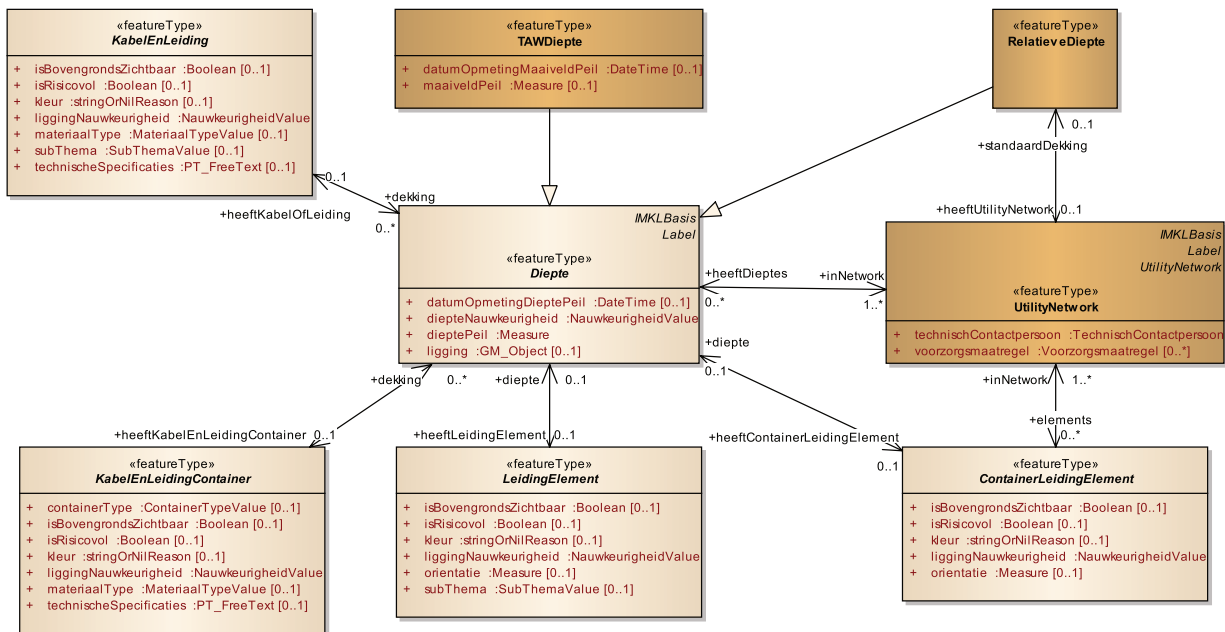 «featureType»
KabelEnLeiding
+ isBovengrondsZichtbaar :Boolean [0..1]
+ isRisicovol :Boolean [0..1]
+ kleur :stringOrNilReason [0..1]
+ liggingNauwkeurigheid :NauwkeurigheidValue
+ materiaalType :MateriaalTypeValue [0..1]
+ subThema :SubThemaValue [0..1]
+ technischeSpecificaties :PT_FreeText [0..1]
«featureType»
TAWDiepte
+ datumOpmetingMaaiveldPeil :DateTime [0..1]
+ maaiveldPeil :Measure [0..1]
«featureType»
RelatieveDiepte
0..1
+standaardDekking
+heeftUtilityNetwork
0..1
0..1
+heeftKabelOfLeiding
+dekking
0..*
IMKLBasis
Label
«featureType»
Diepte
+ datumOpmetingDieptePeil :DateTime [0..1]
+ diepteNauwkeurigheid :NauwkeurigheidValue
+ dieptePeil :Measure
+ ligging :GM_Object [0..1]
+heeftDieptes
0..*
+inNetwork
1..*
IMKLBasis
Label
UtilityNetwork
«featureType»
UtilityNetwork
+ technischContactpersoon :TechnischContactpersoon
+ voorzorgsmaatregel :Voorzorgsmaatregel [0..*]
+dekking
0..*
+heeftKabelEnLeidingContainer
0..1
+diepte
0..1
+heeftLeidingElement
0..1
+diepte
0..1
+heeftContainerLeidingElement
0..1
+inNetwork
1..*
+elements
0..*
«featureType»
KabelEnLeidingContainer
+ containerType :ContainerTypeValue [0..1]
+ isBovengrondsZichtbaar :Boolean [0..1]
+ isRisicovol :Boolean [0..1]
+ kleur :stringOrNilReason [0..1]
+ liggingNauwkeurigheid :NauwkeurigheidValue
+ materiaalType :MateriaalTypeValue [0..1]
+ technischeSpecificaties :PT_FreeText [0..1]
«featureType»
LeidingElement
+ isBovengrondsZichtbaar :Boolean [0..1]
+ isRisicovol :Boolean [0..1]
+ kleur :stringOrNilReason [0..1]
+ liggingNauwkeurigheid :NauwkeurigheidValue
+ orientatie :Measure [0..1]
+ subThema :SubThemaValue [0..1]
«featureType»
ContainerLeidingElement
+ isBovengrondsZichtbaar :Boolean [0..1]
+ isRisicovol :Boolean [0..1]
+ kleur :stringOrNilReason [0..1]
+ liggingNauwkeurigheid :NauwkeurigheidValue
+ orientatie :Measure [0..1]